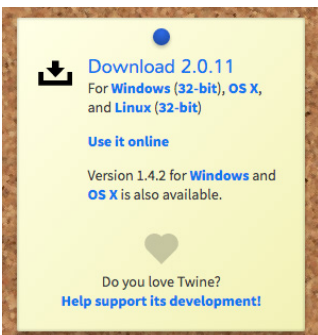 Download 2.0.11
For Windows (32-bit), OS X,
and Linux (32-bit)
Use it online
Version 1.4.2 for Windows and
OS X is also available.
Do you love Twine?
Help support its development!